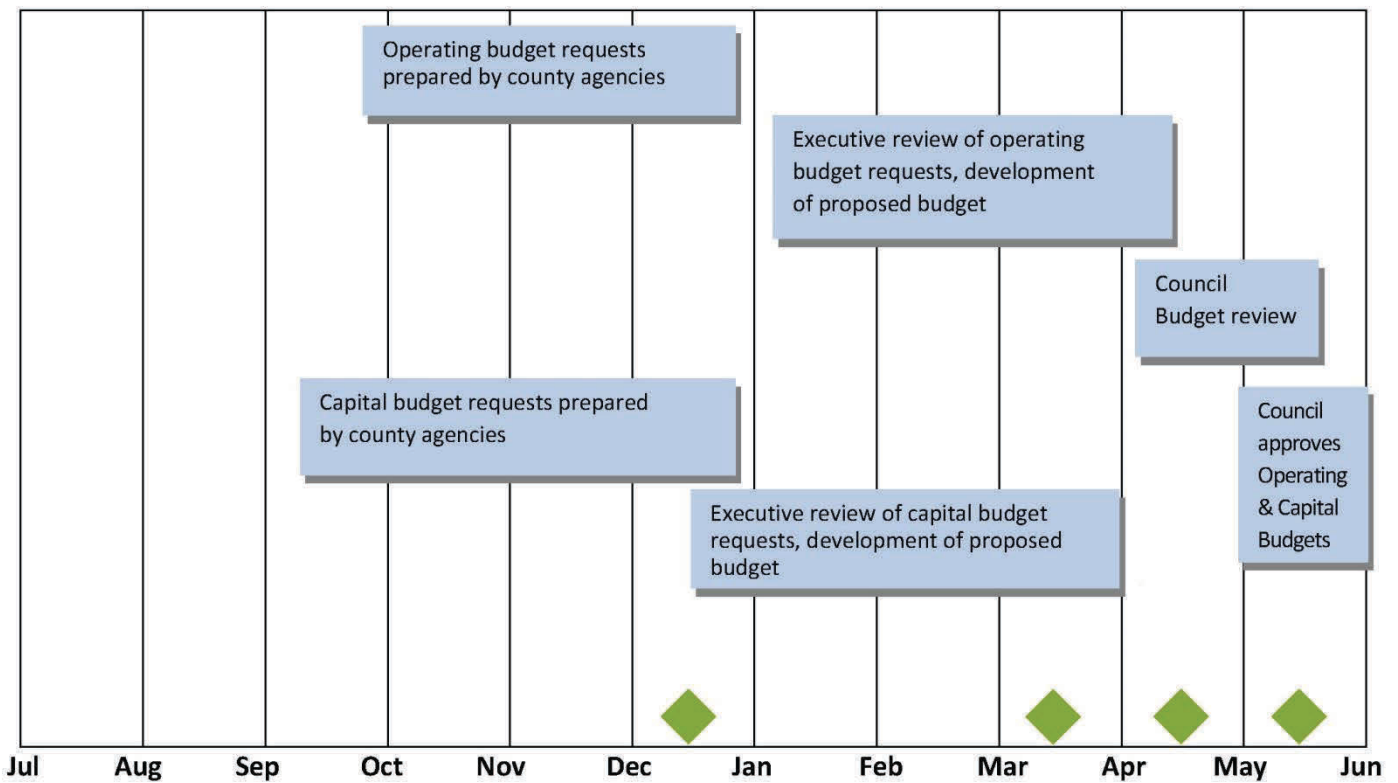 Operating budget requests
prepared by county agencies
Executive review of operating
budget requests, development
of proposed budget
Council
Budget review
Capital budget requests prepared
by county agencies
Council
approves
Operating
& Capital
Budgets
Executive review of capital budget
requests, development of proposed
budget
Jul Aug Sep Oct Nov Dec Jan Feb Mar Apr May Jun